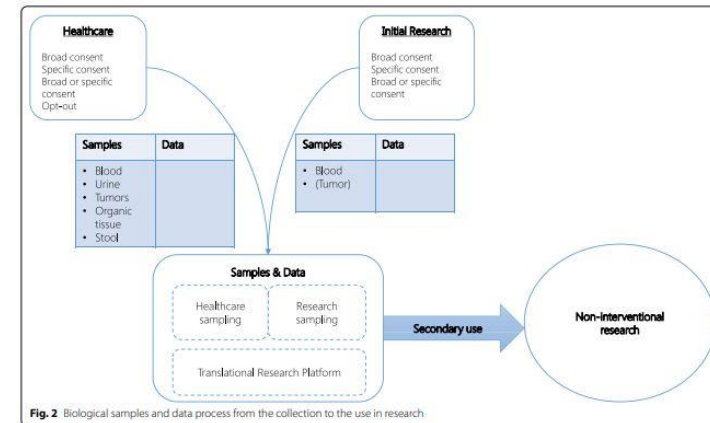 Healthcare
Broad consent
Specific consent
Broad or specific
consent
Opt-out
Initial Research
Broad consent
Specific consent
Broad or specific
consent
Samples Data
• Blood
• Urine
• Tumors
• Organic
tissue
• Stool
Samples Data
• Blood
• (Tumor)
Samples & Data
Healthcare
sampling
Research
sampling
Translational Research Platform
Secondary use
Non-interventional
research
Fig. 2 Biological samples and data process from the collection to the use in research